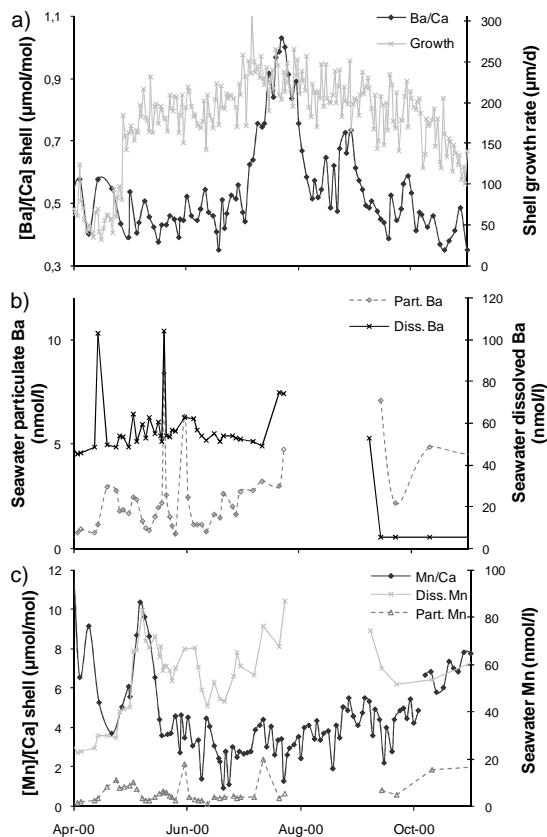 a)
1,1
0,9
0,7
0,5
0,3
[Ba]/[Ca] shell (μmol/mol)
Ba/Ca
Growth
300
250
200
150
100
50
0
Shell growth rate (μm/d)
b)
10
5
0
Seawater particulate Ba
(nmol/l)
Part. Ba
Diss. Ba
120
100
80
60
40
20
0
Seawater dissolved Ba
(nmol/l)
c)
12
10
8
6
4
2
0
[Mn]/[Ca] shell (μmol/mol)
Mn/Ca
Diss. Mn
Part. Mn
100
80
60
40
20
0
Seawater Mn (nmol/l)
Apr-00
Jun-00
Aug-00
Oct-00